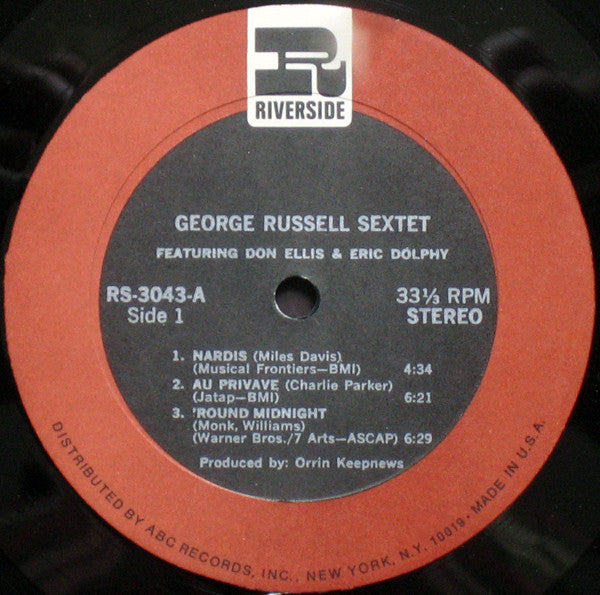 R
RIVERSIDE
GEORGE RUSSELL SEXTET
FEATURING DON ELLIS & ERIC DOLPHY
RS-3043-A
Side 1
33⅓ RPM
STEREO
1. NARDIS (Miles Davis)
(Musical Frontiers—BMI) 4:34
2. AU PRIVAVE (Charlie Parker)
(Jatap—BMI) 6:21
3. 'ROUND MIDNIGHT
(Monk, Williams)
(Warner Bros./7 Arts—ASCAP) 6:29
Produced by: Orrin Keepnews
DISTRIBUTED BY ABC RECORDS, INC., NEW YORK, N.Y. 10019 • MADE IN U.S.A.